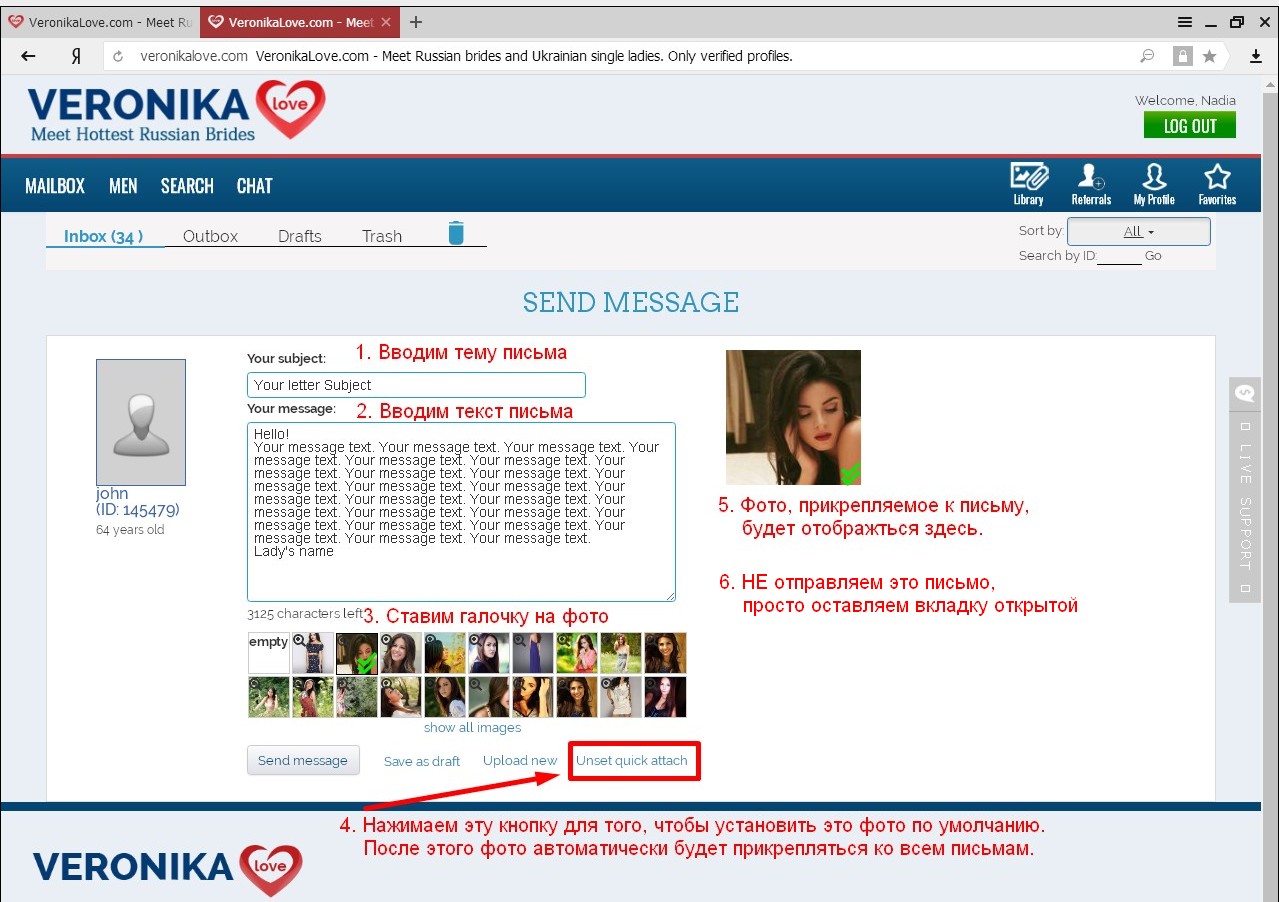 VeronikaLove.com - Meet Ru
VeronikaLove.com - Meet
veronikalove.com VeronikaLove.com - Meet Russian brides and Ukrainian single ladies. Only verified profiles.
VERONIKA love
Meet Hottest Russian Brides
Welcome, Nadia
LOG OUT
MAILBOX MEN SEARCH CHAT
Library Referrals My Profile Favorites
Inbox (34 ) Outbox Drafts Trash
Sort by: All
Search by ID: Go
SEND MESSAGE
john
(ID: 145479)
64 years old
Your subject: 1. Вводим тему письма
Your letter Subject
Your message: 2. Вводим текст письма
Hello!
Your message text. Your message text. Your message text. Your
message text. Your message text. Your message text. Your
message text. Your message text. Your message text. Your
message text. Your message text. Your message text. Your
message text. Your message text. Your message text. Your
message text. Your message text. Your message text. Your
message text. Your message text. Your message text. Your
message text. Your message text. Your message text.
Lady's name
3125 characters left 3. Ставим галочку на фото
empty
show all images
Send message Save as draft Upload new Unset quick attach
5. Фото, прикрепляемое к письму,
будет отображться здесь.
6. НЕ отправляем это письмо,
просто оставляем вкладку открытой
LIVE SUPPORT
4. Нажимаем эту кнопку для того, чтобы установить это фото по умолчанию.
После этого фото автоматически будет прикрепляться ко всем письмам.
VERONIKA love